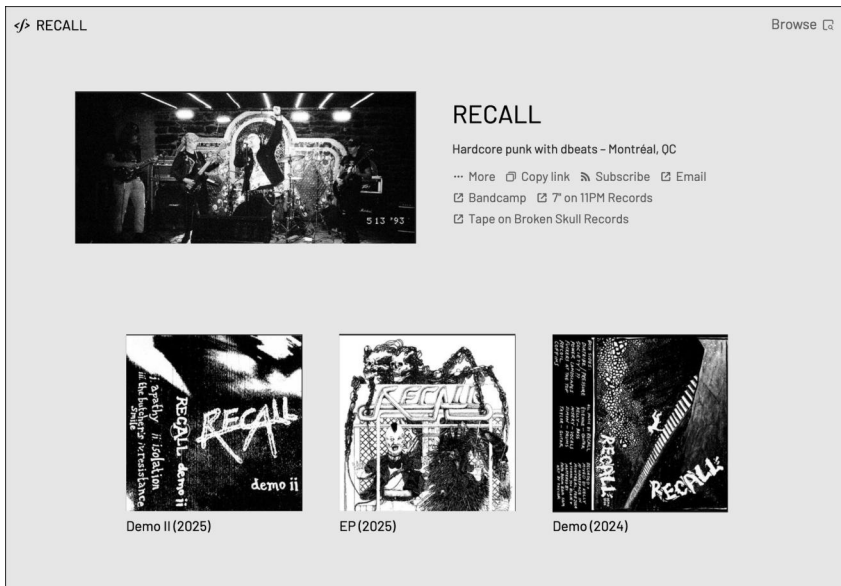 RECALL
Browse
RECALL
Hardcore punk with dbeats – Montréal, QC
5 13 '93
More Copy link Subscribe Email
Bandcamp 7" on 11PM Records
Tape on Broken Skull Records
RECALL demo ii
i apathy ii isolation
iii the butcher's iv resistance
Smile
RECALL
demo ii
RECALL
RECALL
RECALL
Demo II (2025)
EP (2025)
Demo (2024)